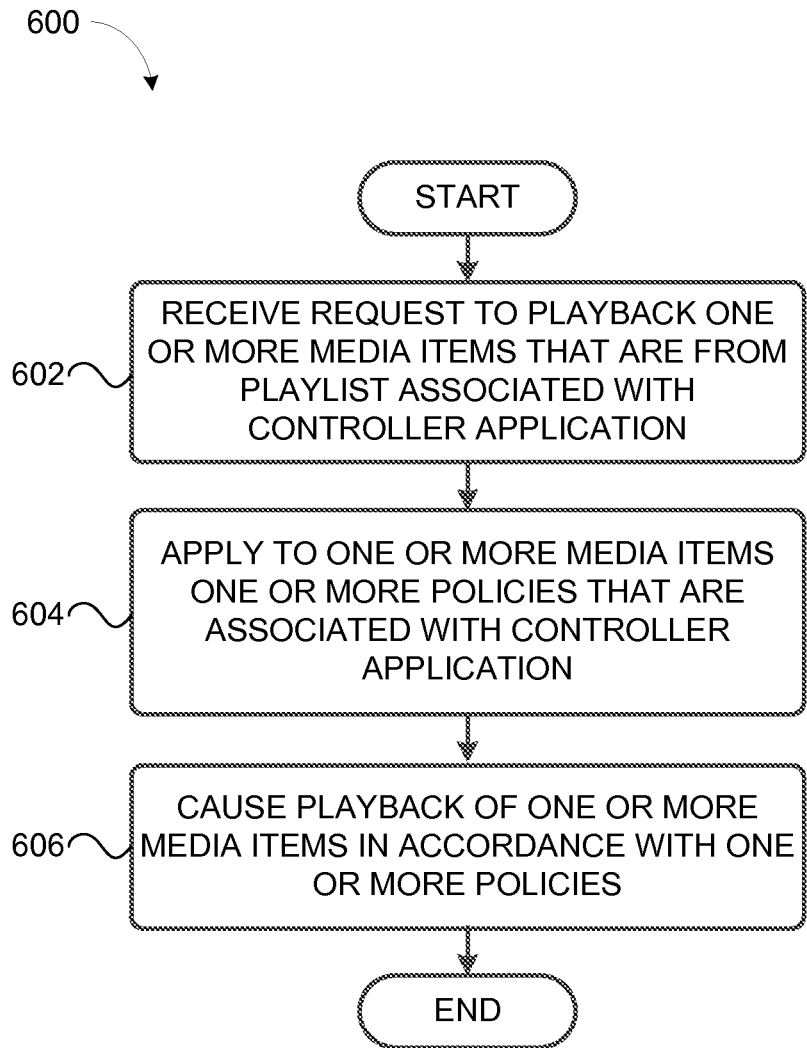 600
START
RECEIVE REQUEST TO PLAYBACK ONE
OR MORE MEDIA ITEMS THAT ARE FROM
PLAYLIST ASSOCIATED WITH
CONTROLLER APPLICATION
602
APPLY TO ONE OR MORE MEDIA ITEMS
ONE OR MORE POLICIES THAT ARE
ASSOCIATED WITH CONTROLLER
APPLICATION
604
CAUSE PLAYBACK OF ONE OR MORE
MEDIA ITEMS IN ACCORDANCE WITH ONE
OR MORE POLICIES
606
END